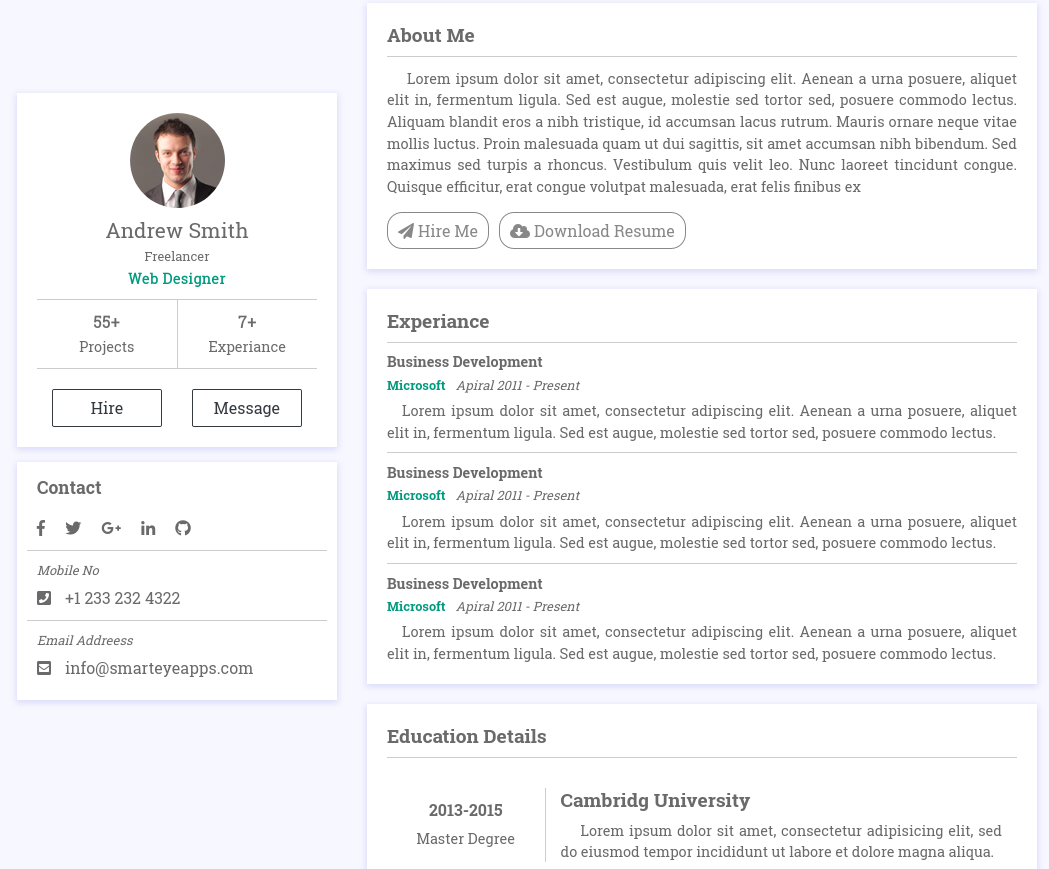 Andrew Smith
Freelancer
Web Designer
55+
Projects
7+
Experiance
Hire
Message
Contact
Mobile No
+1 233 232 4322
Email Addreess
info@smarteyeapps.com
About Me
Lorem ipsum dolor sit amet, consectetur adipiscing elit. Aenean a urna posuere, aliquet
elit in, fermentum ligula. Sed est augue, molestie sed tortor sed, posuere commodo lectus.
Aliquam blandit eros a nibh tristique, id accumsan lacus rutrum. Mauris ornare neque vitae
mollis luctus. Proin malesuada quam ut dui sagittis, sit amet accumsan nibh bibendum. Sed
maximus sed turpis a rhoncus. Vestibulum quis velit leo. Nunc laoreet tincidunt congue.
Quisque efficitur, erat congue volutpat malesuada, erat felis finibus ex
Hire Me
Download Resume
Experiance
Business Development
Microsoft Apiral 2011 - Present
Lorem ipsum dolor sit amet, consectetur adipiscing elit. Aenean a urna posuere, aliquet
elit in, fermentum ligula. Sed est augue, molestie sed tortor sed, posuere commodo lectus.
Business Development
Microsoft Apiral 2011 - Present
Lorem ipsum dolor sit amet, consectetur adipiscing elit. Aenean a urna posuere, aliquet
elit in, fermentum ligula. Sed est augue, molestie sed tortor sed, posuere commodo lectus.
Business Development
Microsoft Apiral 2011 - Present
Lorem ipsum dolor sit amet, consectetur adipiscing elit. Aenean a urna posuere, aliquet
elit in, fermentum ligula. Sed est augue, molestie sed tortor sed, posuere commodo lectus.
Education Details
2013-2015
Master Degree
Cambridg University
Lorem ipsum dolor sit amet, consectetur adipisicing elit, sed
do eiusmod tempor incididunt ut labore et dolore magna aliqua.